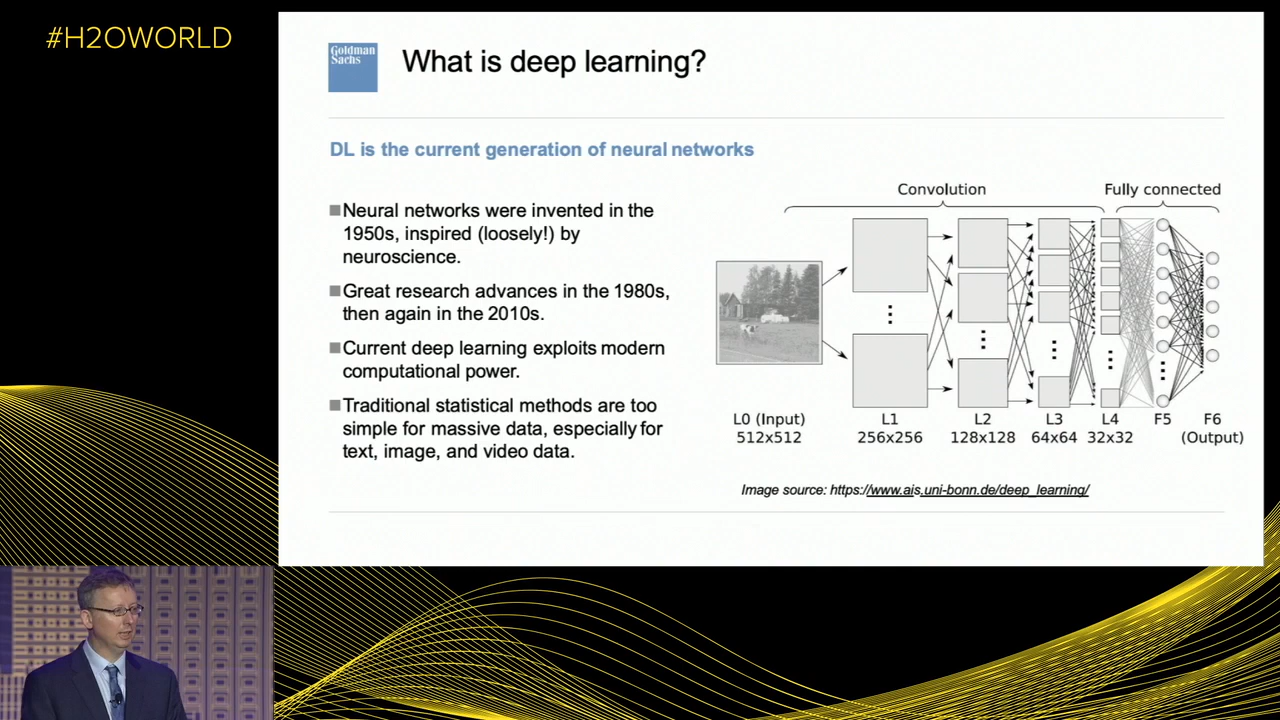 #H2OWORLD
Goldman
Sachs
What is deep learning?
DL is the current generation of neural networks
Neural networks were invented in the
1950s, inspired (loosely!) by
neuroscience.
Great research advances in the 1980s,
then again in the 2010s.
Current deep learning exploits modern
computational power.
Traditional statistical methods are too
simple for massive data, especially for
text, image, and video data.
Convolution
Fully connected
L0 (Input)
512x512
L1
256x256
L2
128x128
L3
64x64
L4
32x32
F5
F6
(Output)
Image source: https://www.ais.uni-bonn.de/deep_learning/